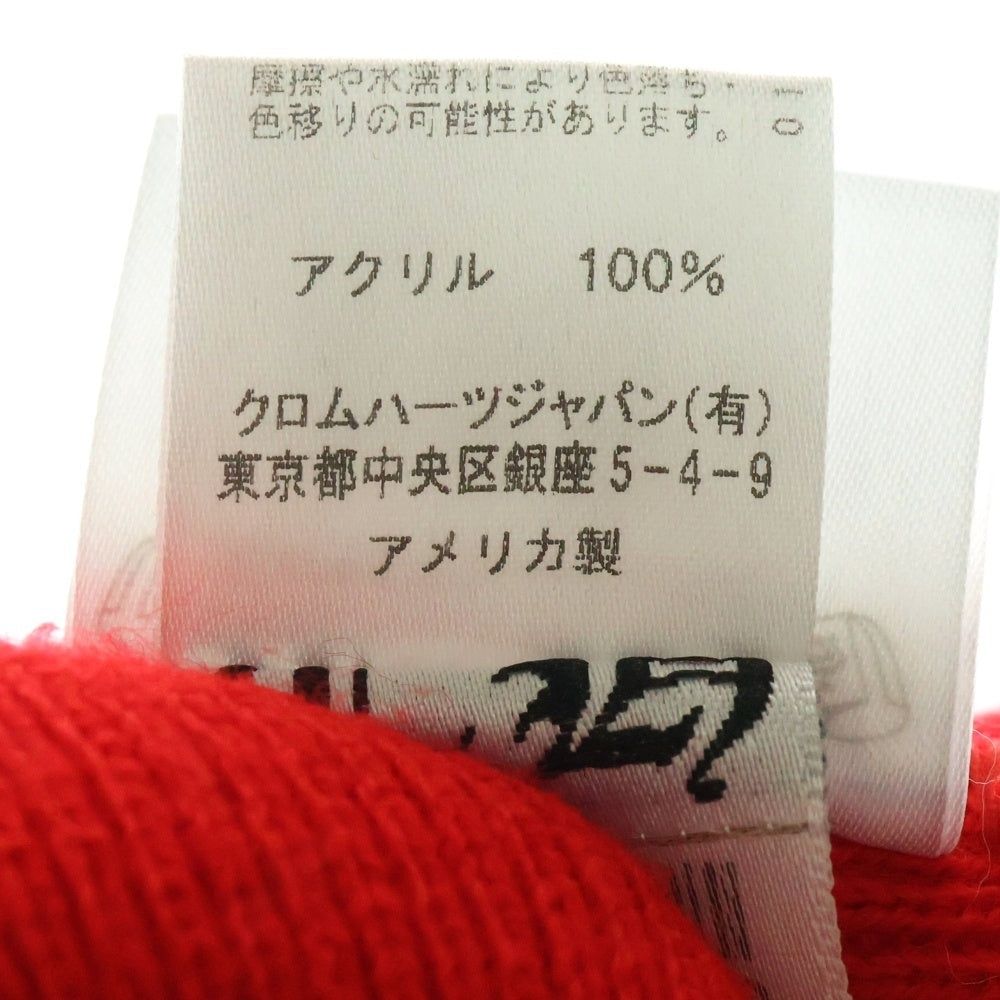 摩擦や水濡れにより色落ち・
色移りの可能性があります。
アクリル 100%
クロムハーツジャパン(有)
東京都中央区銀座5-4-9
アメリカ製